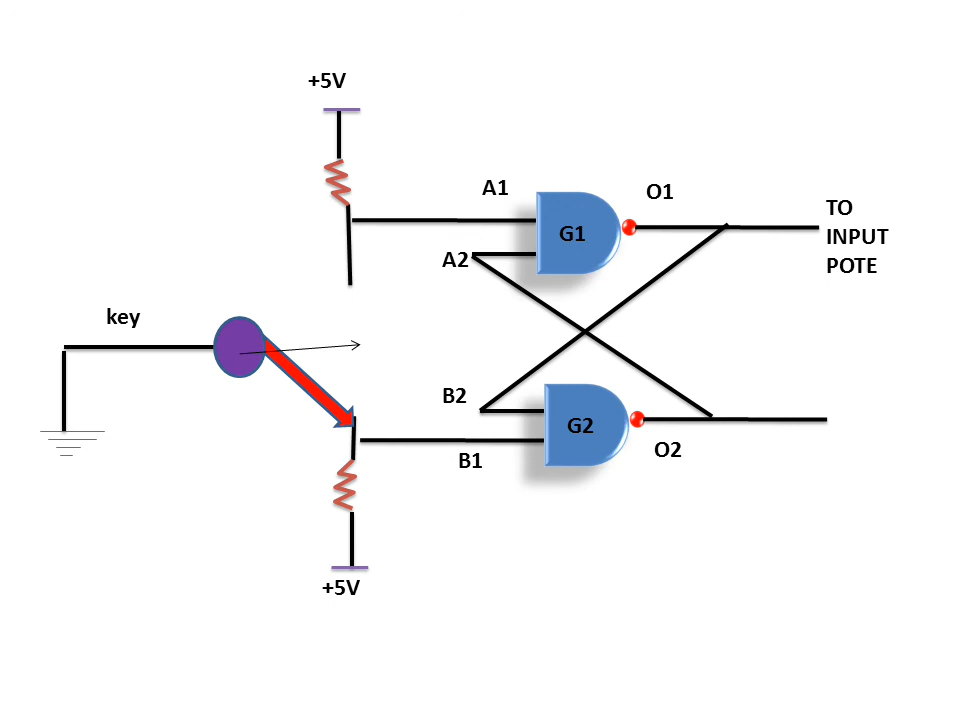 +5V
A1
O1
G1
TO
INPUT
POTE
A2
key
B2
G2
O2
B1
+5V